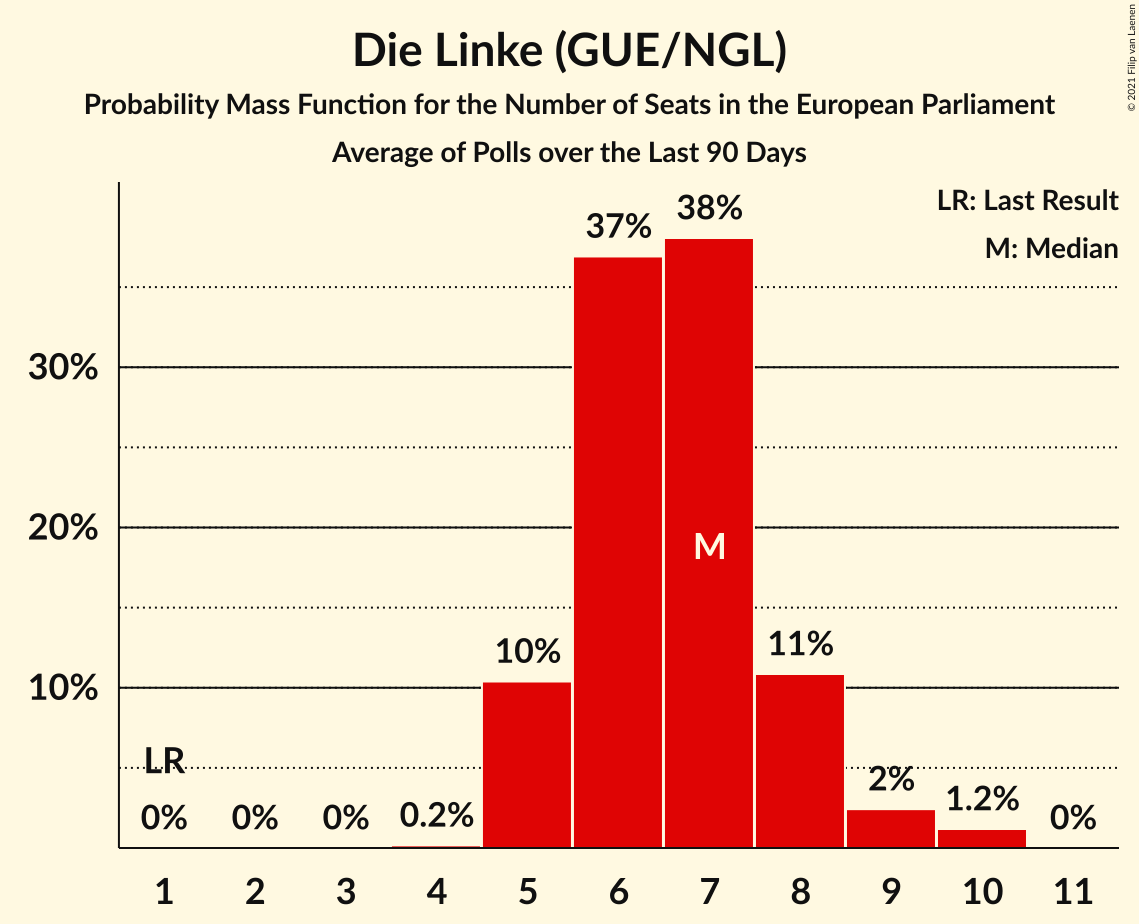 Die Linke (GUE/NGL)
Probability Mass Function for the Number of Seats in the European Parliament
Average of Polls over the Last 90 Days
© 2021 Filip van Laenen
LR: Last Result
M: Median
30%
20%
10%
LR
0%
0%
0%
0.2%
10%
37%
38%
M
11%
2%
1.2%
0%
1 2 3 4 5 6 7 8 9 10 11